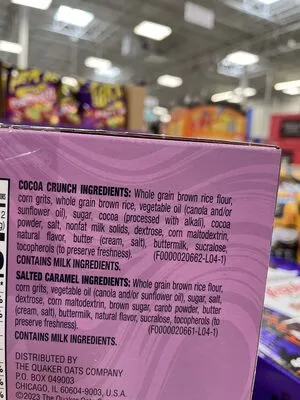 COCOA CRUNCH INGREDIENTS: Whole grain brown rice flour,
corn grits, whole grain brown rice, vegetable oil (canola and/or
sunflower oil), sugar, cocoa (processed with alkali), cocoa
powder, salt, nonfat milk solids, dextrose, corn maltodextrin,
natural flavor, butter (cream, salt), buttermilk, sucralose,
tocopherols (to preserve freshness). (F0000020662-L04-1)
CONTAINS MILK INGREDIENTS.
SALTED CARAMEL INGREDIENTS: Whole grain brown rice flour,
corn grits, vegetable oil (canola and/or sunflower oil), sugar, salt,
dextrose, corn maltodextrin, brown sugar, carob powder, butter
(cream, salt), buttermilk, natural flavor, sucralose, tocopherols (to
preserve freshness). (F0000020661-L04-1)
CONTAINS MILK INGREDIENTS.
DISTRIBUTED BY
THE QUAKER OATS COMPANY
P.O. BOX 049003
CHICAGO, IL 60604-9003, U.S.A.
©2023 The Quaker Oats